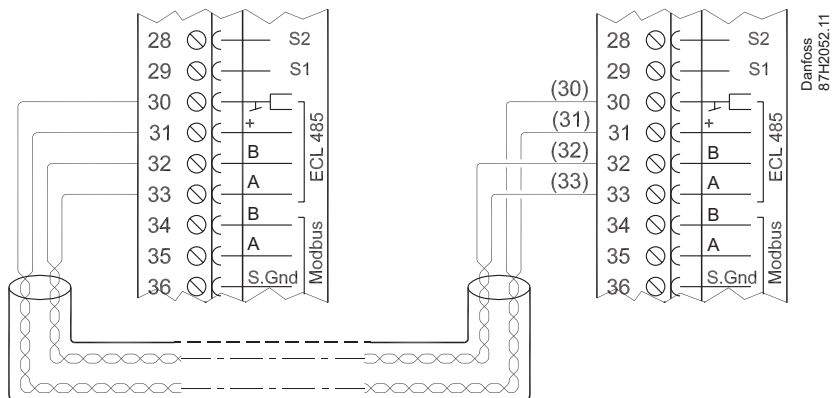 28 S2
29 S1
30
31 +
32 B
33 A
ECL 485
34 B
35 A
36 S.Gnd
Modbus
28 S2
29 S1
(30) 30
(31) 31 +
(32) 32 B
(33) 33 A
ECL 485
34 B
35 A
36 S.Gnd
Modbus
Danfoss
87H2052.11